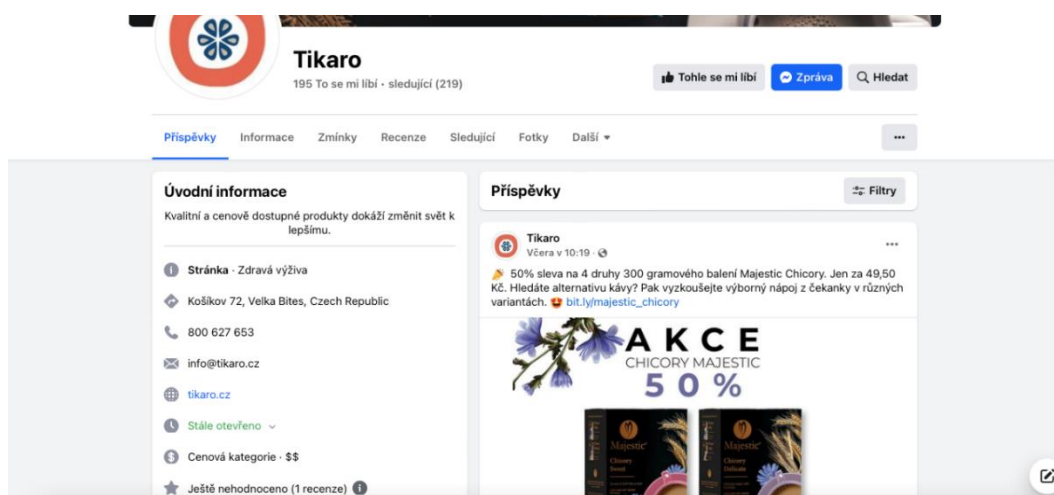 Tikaro
195 To se mi líbí • sledující (219)
Tohle se mi líbí
Zpráva
Hledat
Příspěvky
Informace
Zmínky
Recenze
Sledující
Fotky
Další
Úvodní informace
Kvalitní a cenově dostupné produkty dokáží změnit svět k
lepšímu.
Stránka · Zdravá výživa
Košíkov 72, Velka Bites, Czech Republic
800 627 653
info@tikaro.cz
tikaro.cz
Stále otevřeno
Cenová kategorie · $$
Ještě nehodnoceno (1 recenze)
Příspěvky
Filtry
Tikaro
Včera v 10:19 ·
50% sleva na 4 druhy 300 gramového balení Majestic Chicory. Jen za 49,50
Kč. Hledáte alternativu kávy? Pak vyzkoušejte výborný nápoj z čekanky v různých
variantách. bit.ly/majestic_chicory
AKCE
CHICORY MAJESTIC
50%
Majestic
Chicory
Sweet
Majestic
Chicory
Delicate